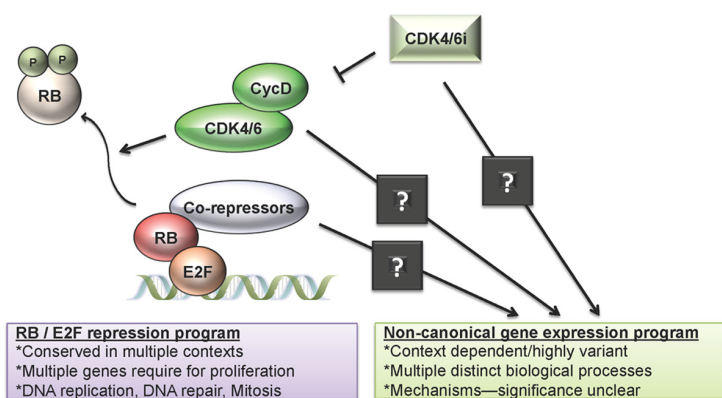 CDK4/6i
P P
RB
CycD
CDK4/6
?
Co-repressors
?
RB
?
E2F
RB / E2F repression program
*Conserved in multiple contexts
*Multiple genes require for proliferation
*DNA replication, DNA repair, Mitosis
Non-canonical gene expression program
*Context dependent/highly variant
*Multiple distinct biological processes
*Mechanisms—significance unclear